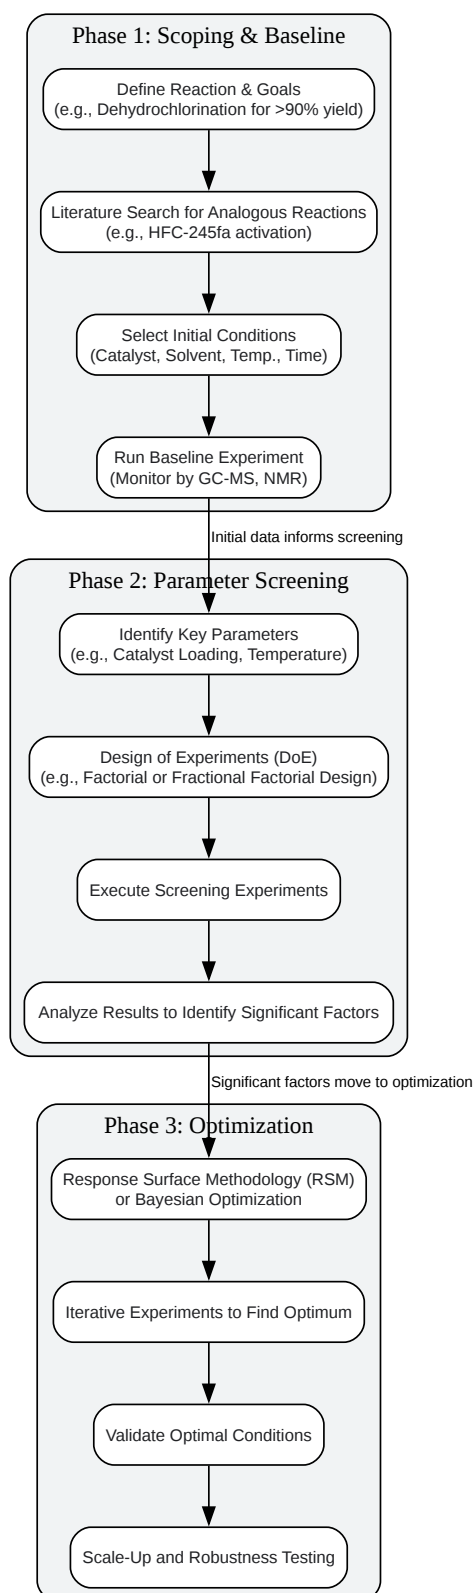 Phase 1: Scoping & Baseline
Define Reaction & Goals
(e.g., Dehydrochlorination for >90% yield)
Literature Search for Analogous Reactions
(e.g., HFC-245fa activation)
Select Initial Conditions
(Catalyst, Solvent, Temp., Time)
Run Baseline Experiment
(Monitor by GC-MS, NMR)
Initial data informs screening
Phase 2: Parameter Screening
Identify Key Parameters
(e.g., Catalyst Loading, Temperature)
Design of Experiments (DoE)
(e.g., Factorial or Fractional Factorial Design)
Execute Screening Experiments
Analyze Results to Identify Significant Factors
Significant factors move to optimization
Phase 3: Optimization
Response Surface Methodology (RSM)
or Bayesian Optimization
Iterative Experiments to Find Optimum
Validate Optimal Conditions
Scale-Up and Robustness Testing